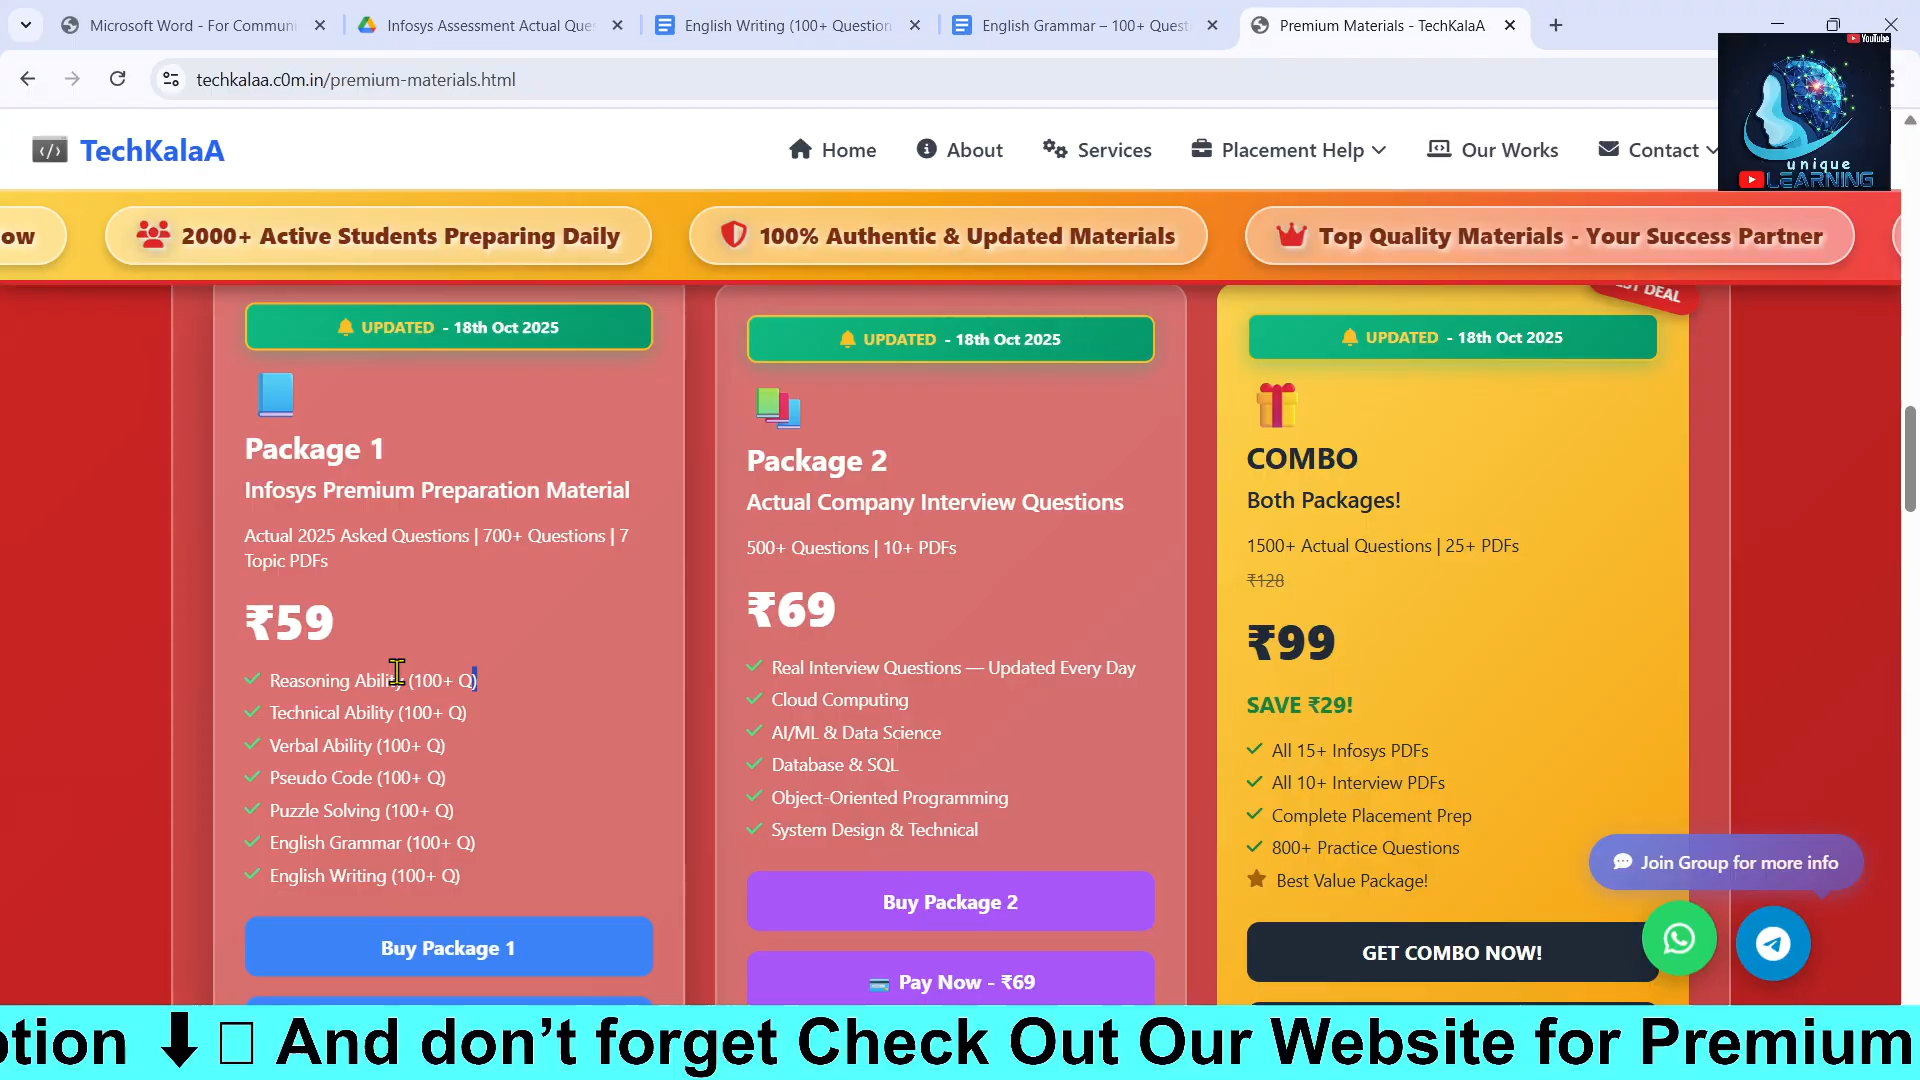 Microsoft Word - For Commun
Infosys Assessment Actual Que
English Writing (100+ Question
English Grammar – 100+ Quest
Premium Materials - TechKalaA
techkalaa.c0m.in/premium-materials.html
YouTube
unique
LEARNING
TechKalaA
Home
About
Services
Placement Help
Our Works
Contact
ow
2000+ Active Students Preparing Daily
100% Authentic & Updated Materials
Top Quality Materials - Your Success Partner
UPDATED - 18th Oct 2025
Package 1
Infosys Premium Preparation Material
Actual 2025 Asked Questions | 700+ Questions | 7
Topic PDFs
₹59
Reasoning Ability (100+ Q)
Technical Ability (100+ Q)
Verbal Ability (100+ Q)
Pseudo Code (100+ Q)
Puzzle Solving (100+ Q)
English Grammar (100+ Q)
English Writing (100+ Q)
Buy Package 1
UPDATED - 18th Oct 2025
Package 2
Actual Company Interview Questions
500+ Questions | 10+ PDFs
₹69
Real Interview Questions — Updated Every Day
Cloud Computing
AI/ML & Data Science
Database & SQL
Object-Oriented Programming
System Design & Technical
Buy Package 2
Pay Now - ₹69
DEAL
UPDATED - 18th Oct 2025
COMBO
Both Packages!
1500+ Actual Questions | 25+ PDFs
₹128
₹99
SAVE ₹29!
All 15+ Infosys PDFs
All 10+ Interview PDFs
Complete Placement Prep
800+ Practice Questions
Best Value Package!
GET COMBO NOW!
Join Group for more info
otion ⬇ And don’t forget Check Out Our Website for Premium